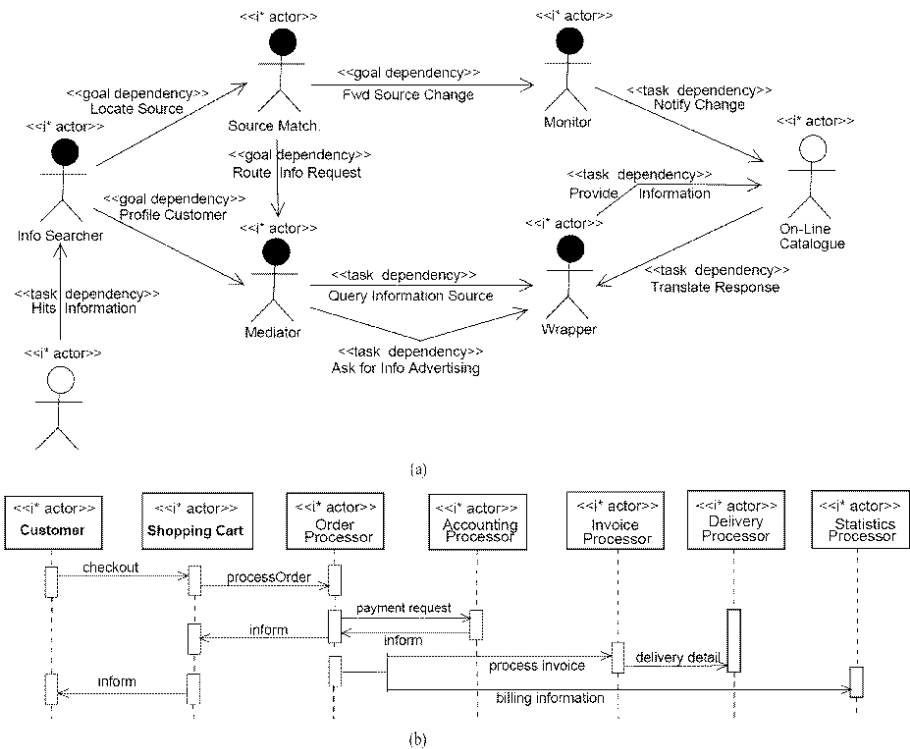 <<i* actor>>
<<i* actor>>
<<goal dependency>>
Locate Source
<<goal dependency>>
Fwd Source Change
<<task dependency>>
Notify Change
Source Match.
Monitor
<<i* actor>>
<<i* actor>>
<<goal dependency>>
Route Info Request
<<task dependency>>
Provide Information
<<goal dependency>>
Profile Customer
Info Searcher
<<i* actor>>
<<i* actor>>
On-Line
Catalogue
<<task dependency>>
Hits Information
<<task dependency>>
Query Information Source
<<task dependency>>
Translate Response
Mediator
Wrapper
<<i* actor>>
<<task dependency>>
Ask for Info Advertising
(a)
<<i* actor>>
Customer
<<i* actor>>
Shopping Cart
<<i* actor>>
Order
Processor
<<i* actor>>
Accounting
Processor
<<i* actor>>
Invoice
Processor
<<i* actor>>
Delivery
Processor
<<i* actor>>
Statistics
Processor
checkout
processOrder
payment request
inform
inform
process invoice
delivery detail
inform
billing information
(b)